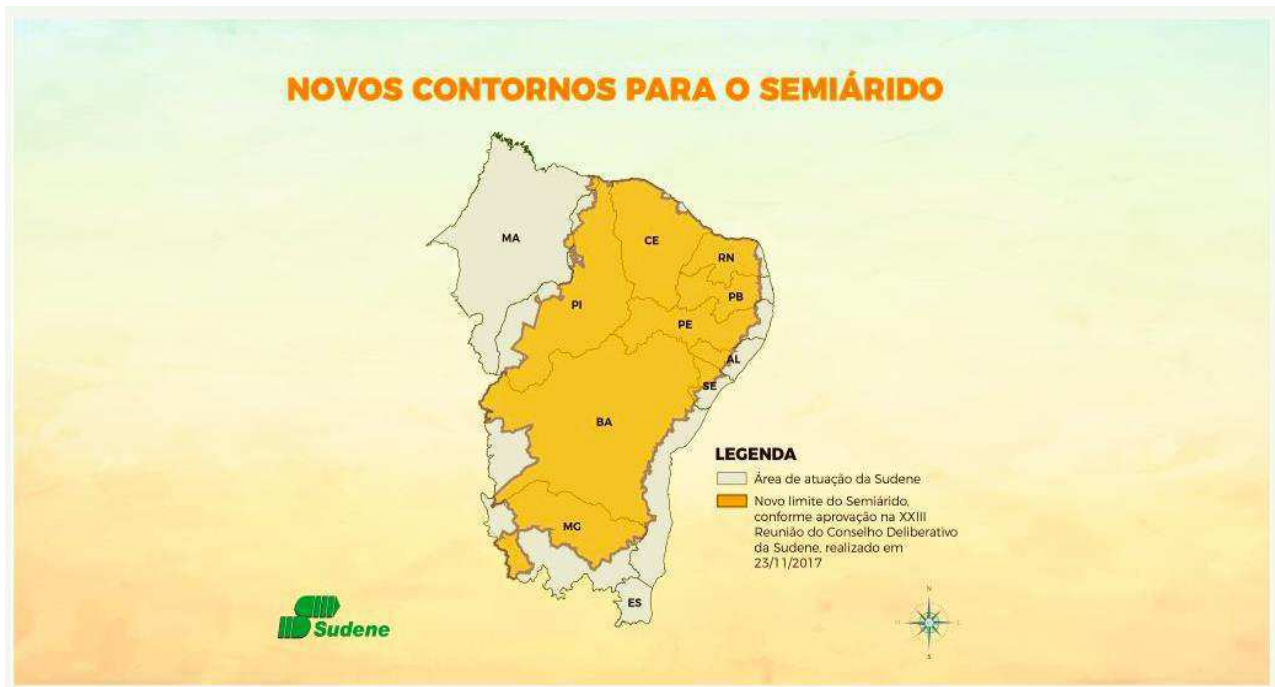 NOVOS CONTORNOS PARA O SEMIÁRIDO
MA
CE
RN
PB
PI
PE
AL
SE
BA
MG
ES
LEGENDA
Área de atuação da Sudene
Novo limite do Semiárido,
conforme aprovação na XXIII
Reunião do Conselho Deliberativo
da Sudene, realizado em
23/11/2017
Sudene
N
S